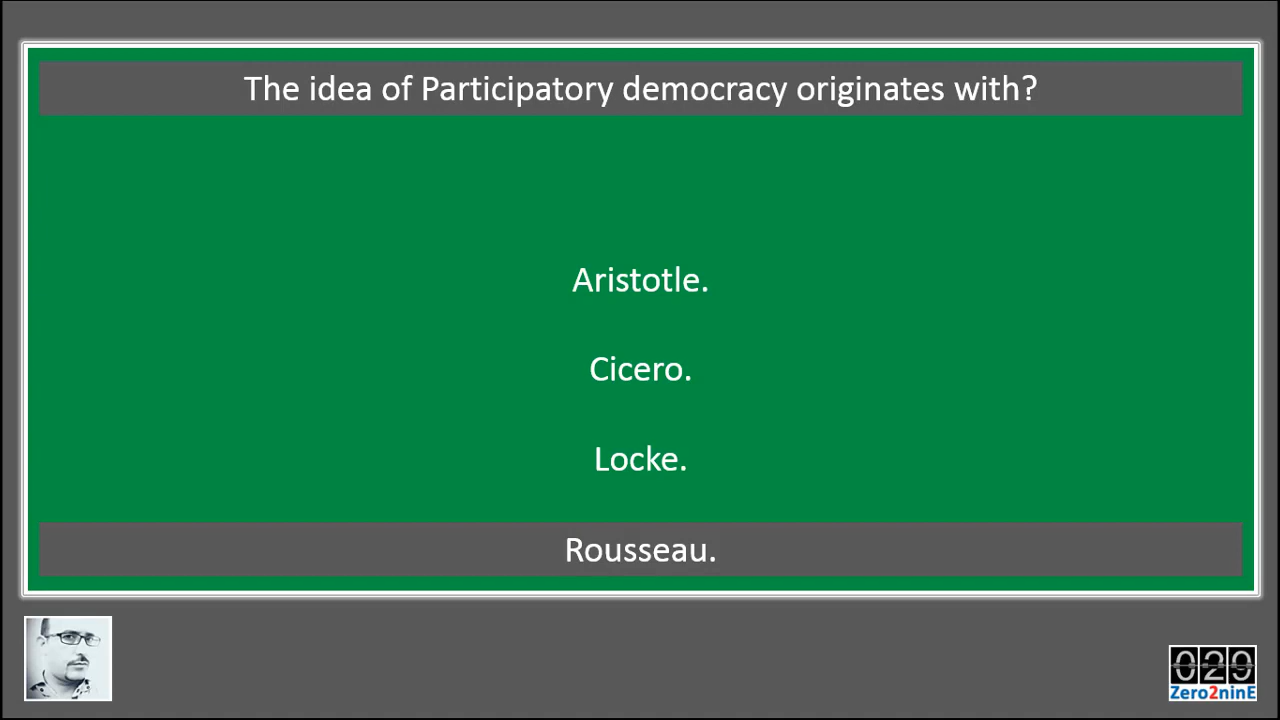 The idea of Participatory democracy originates with?
Aristotle.
Cicero.
Locke.
Rousseau.
029
Zero2ninE